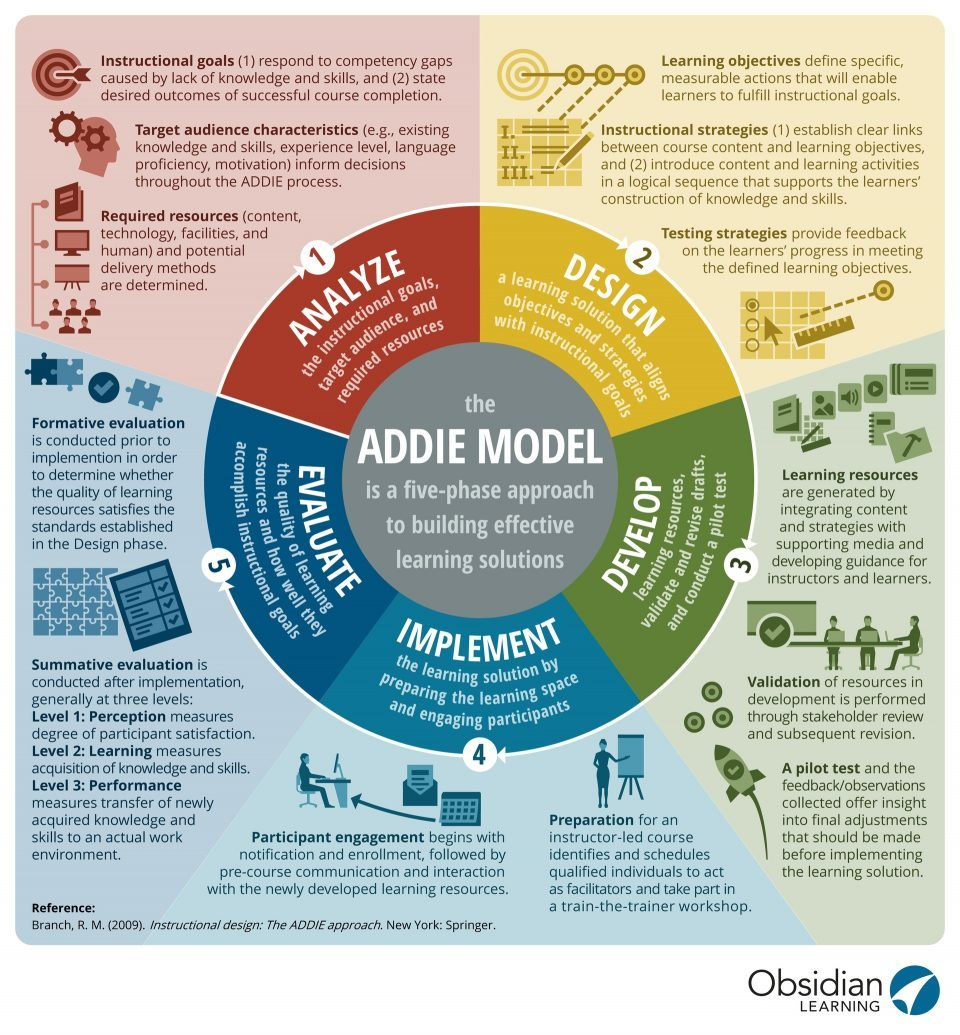 Instructional goals (1) respond to competency gaps
caused by lack of knowledge and skills, and (2) state
desired outcomes of successful course completion.
Target audience characteristics (e.g., existing
knowledge and skills, experience level, language
proficiency, motivation) inform decisions
throughout the ADDIE process.
Required resources (content,
technology, facilities, and
human) and potential
delivery methods
are determined.
Learning objectives define specific,
measurable actions that will enable
learners to fulfill instructional goals.
I.
II.
III.
Instructional strategies (1) establish clear links
between course content and learning objectives,
and (2) introduce content and learning activities
in a logical sequence that supports the learners'
construction of knowledge and skills.
Testing strategies provide feedback
on the learners' progress in meeting
the defined learning objectives.
1
ANALYZE
the instructional goals,
target audience, and
required resources
2
DESIGN
a learning solution that aligns
objectives and strategies
with instructional goals
the
ADDIE MODEL
is a five-phase approach
to building effective
learning solutions
3
DEVELOP
learning resources,
validate and revise drafts,
and conduct a pilot test
Learning resources
are generated by
integrating content
and strategies with
supporting media and
developing guidance for
instructors and learners.
Validation of resources in
development is performed
through stakeholder review
and subsequent revision.
A pilot test and the
feedback/observations
collected offer insight
into final adjustments
that should be made
before implementing
the learning solution.
4
IMPLEMENT
the learning solution by
preparing the learning space
and engaging participants
Participant engagement begins with
notification and enrollment, followed by
pre-course communication and interaction
with the newly developed learning resources.
Preparation for an
instructor-led course
identifies and schedules
qualified individuals to act
as facilitators and take part in
a train-the-trainer workshop.
5
EVALUATE
the quality of learning
resources and how well they
accomplish instructional goals
Formative evaluation
is conducted prior to
implemention in order
to determine whether
the quality of learning
resources satisfies the
standards established
in the Design phase.
Summative evaluation is
conducted after implementation,
generally at three levels:
Level 1: Perception measures
degree of participant satisfaction.
Level 2: Learning measures
acquisition of knowledge and skills.
Level 3: Performance
measures transfer of newly
acquired knowledge and
skills to an actual work
environment.
Reference:
Branch, R. M. (2009). Instructional design: The ADDIE approach. New York: Springer.
Obsidian
LEARNING